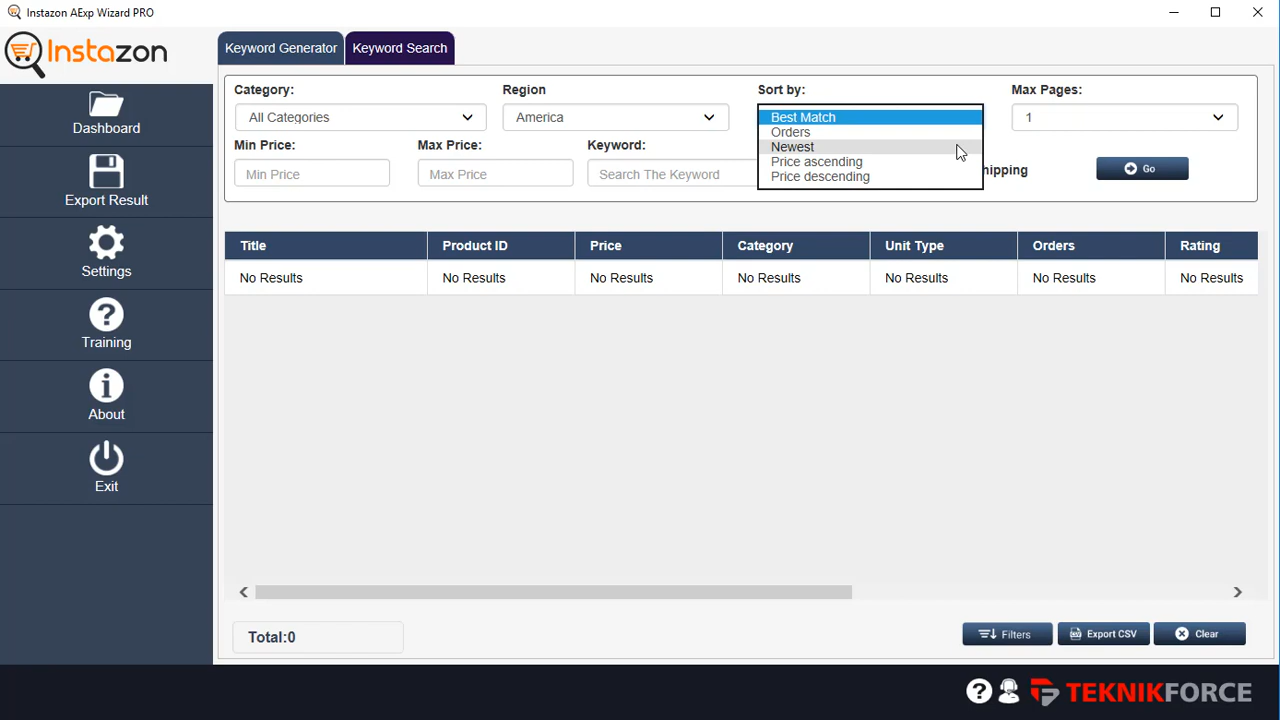 Instazon AExp Wizard PRO
Instazon
Dashboard
Export Result
Settings
Training
About
Exit
Keyword Generator
Keyword Search
Category:
Region
Sort by:
Max Pages:
All Categories
America
Best Match
Orders
Newest
Price ascending
Price descending
1
Min Price:
Max Price:
Keyword:
Min Price
Max Price
Search The Keyword
hipping
Go
Title Product ID Price Category Unit Type Orders Rating
No Results No Results No Results No Results No Results No Results No Results
Total:0
Filters
Export CSV
Clear
TEKNIKFORCE